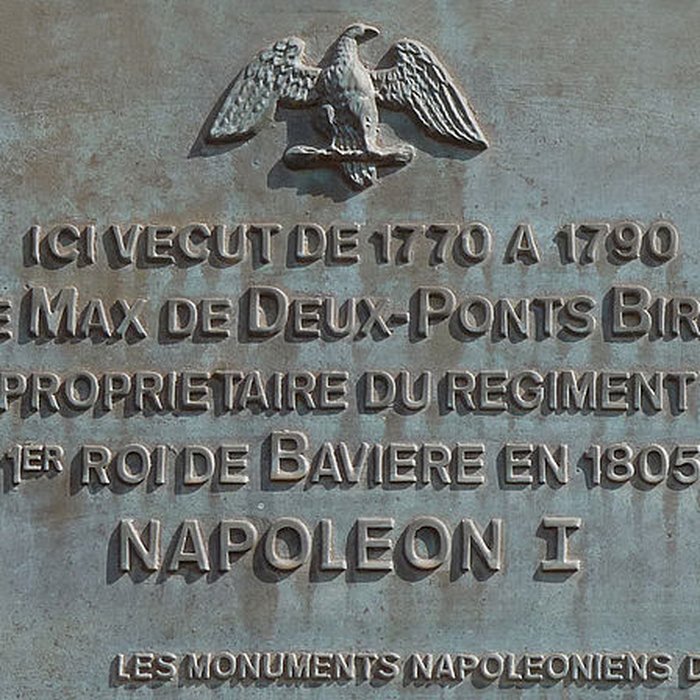 ICI VECUT DE 1770 A 1790
E MAX DE DEUX-PONTS BIR
PROPRIETAIRE DU REGIMENT
1ER ROI DE BAVIERE EN 1805
NAPOLEON I
LES MONUMENTS NAPOLEONIENS D